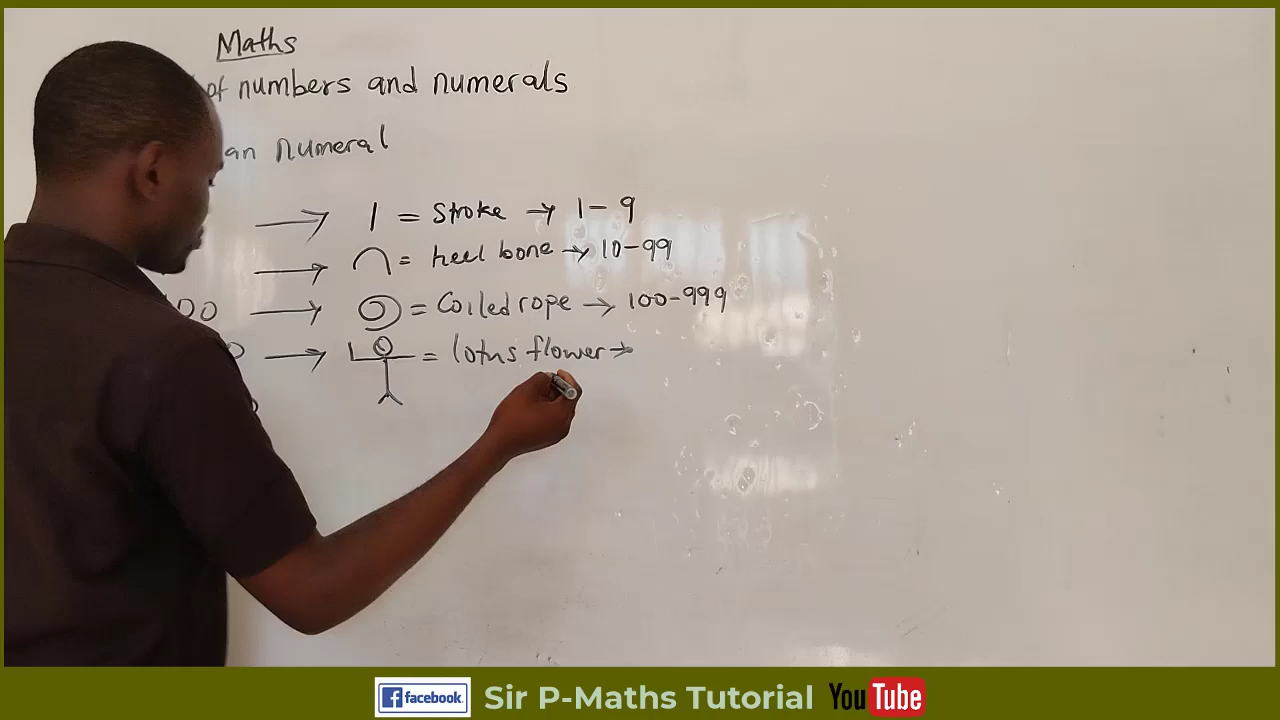 Maths
of numbers and numerals
an numeral
1 = Stroke → 1 - 9
= heel bone → 10-99
00 = Coiled rope → 100-999
= lotus flower →
facebook. Sir P-Maths Tutorial YouTube